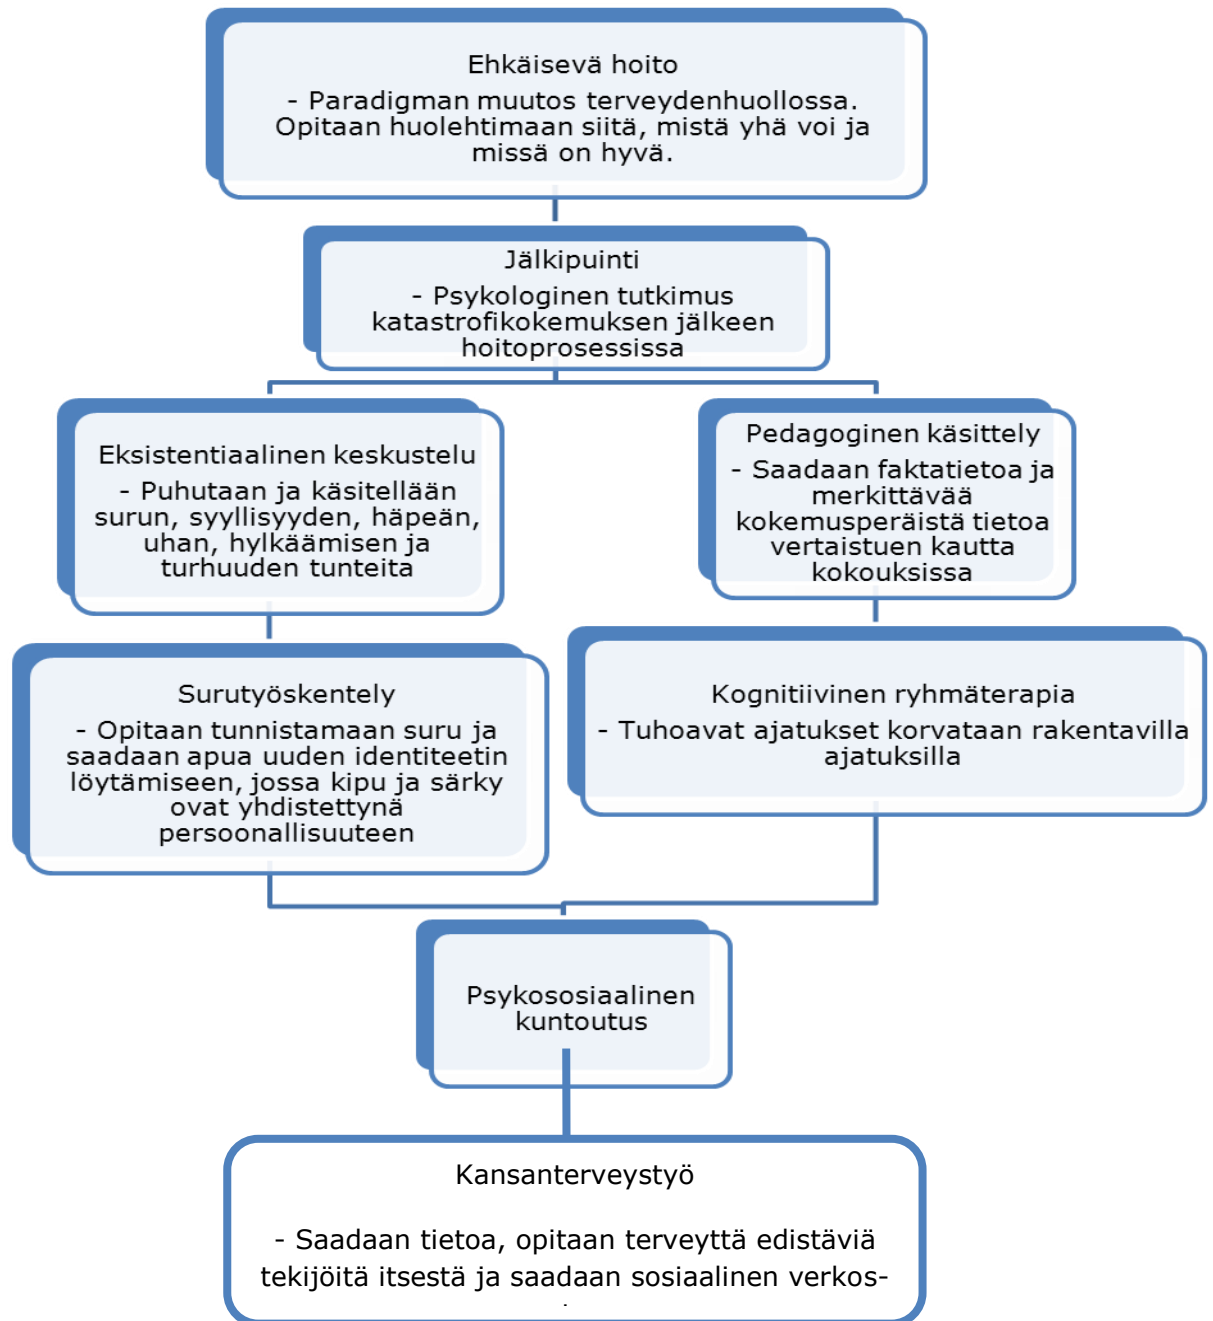 Ehkäisevä hoito
- Paradigman muutos terveydenhuollossa.
Opitaan huolehtimaan siitä, mistä yhä voi ja
missä on hyvä.
Jälkipuinti
- Psykologinen tutkimus
katastrofikokemuksen jälkeen
hoitoprosessissa
Eksistentiaalinen keskustelu
- Puhutaan ja käsitellään
surun, syyllisyyden, häpeän,
uhan, hylkäämisen ja
turhuuden tunteita
Pedagoginen käsittely
- Saadaan faktatietoa ja
merkittävää
kokemusperäistä tietoa
vertaistuen kautta
kokouksissa
Surutyöskentely
- Opitaan tunnistamaan suru ja
saadaan apua uuden identiteetin
löytämiseen, jossa kipu ja särky
ovat yhdistettynä
persoonallisuuteen
Kognitiivinen ryhmäterapia
- Tuhoavat ajatukset korvataan rakentavilla
ajatuksilla
Psykososiaalinen
kuntoutus
Kansanterveystyö
- Saadaan tietoa, opitaan terveyttä edistäviä
tekijöitä itsestä ja saadaan sosiaalinen verkos-